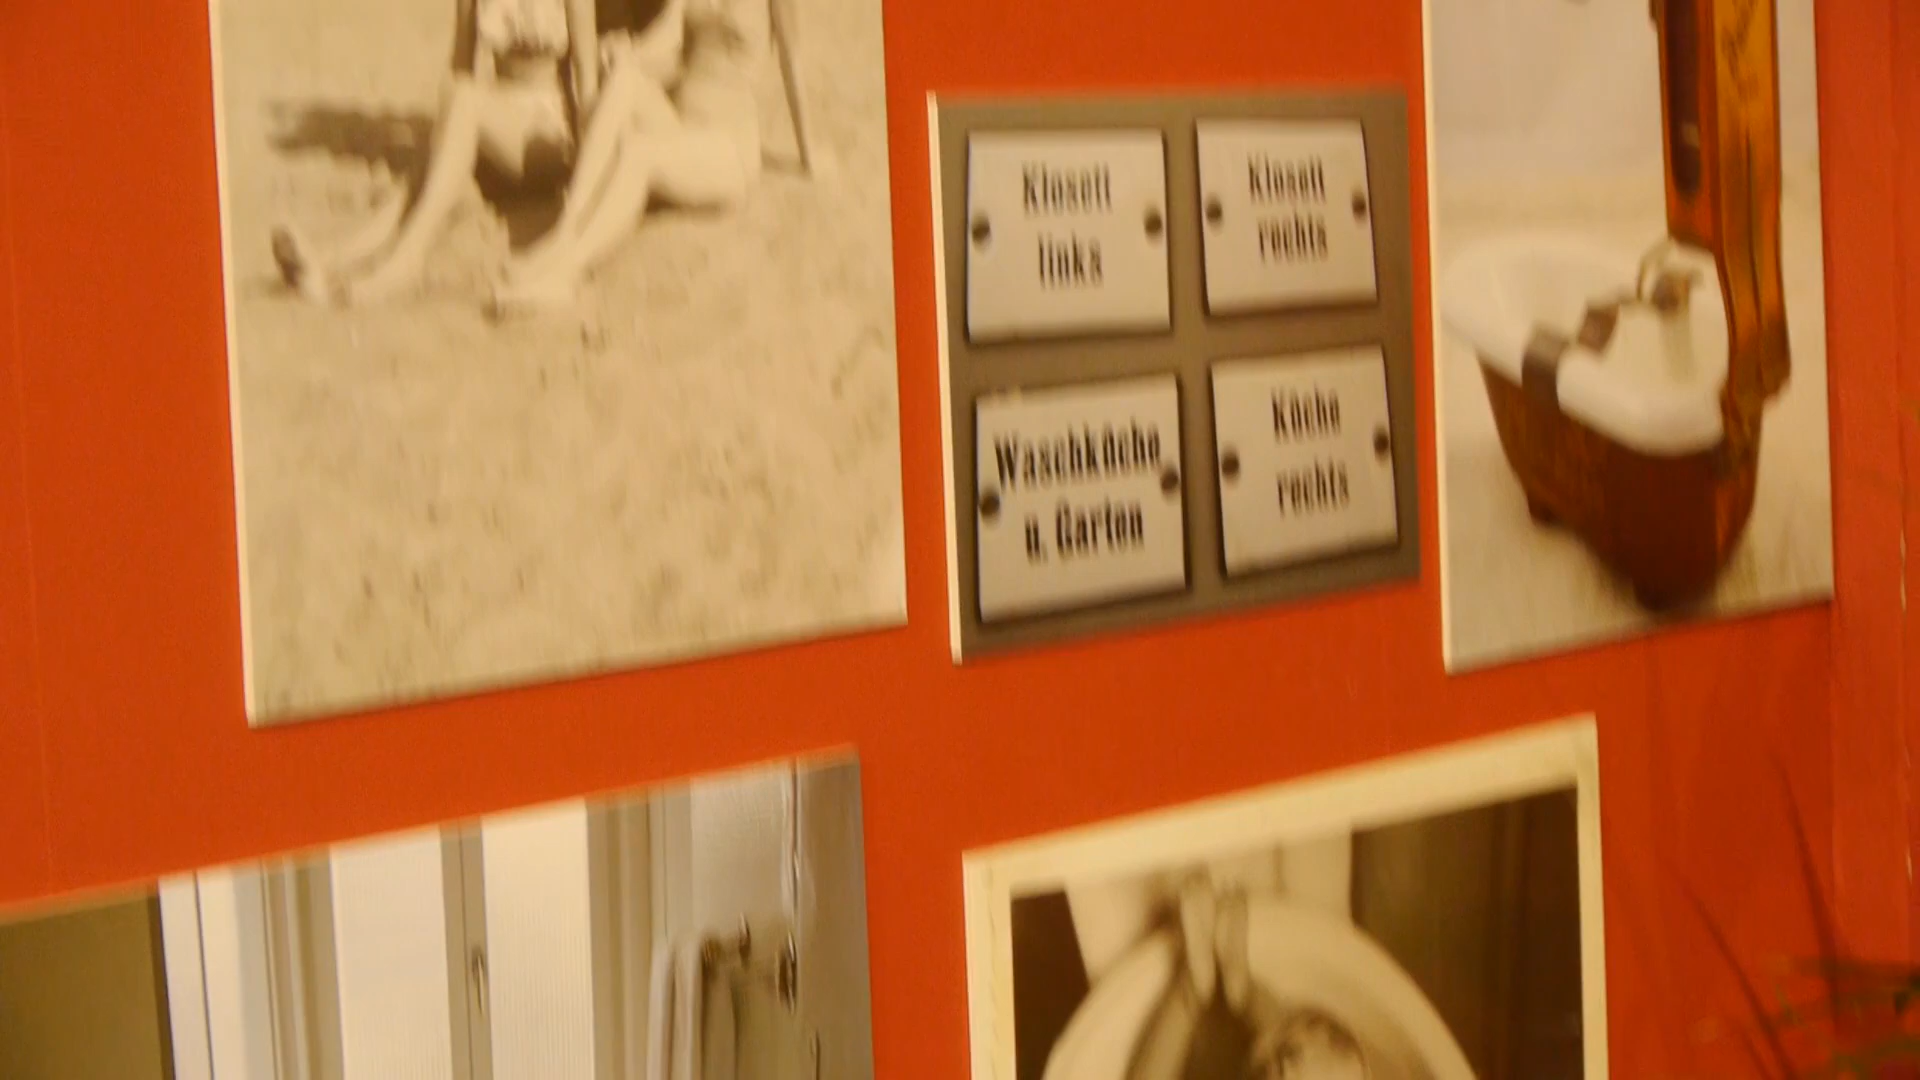 Klosett
links
Klosett
rechts
Waschküche
u. Garten
Küche
rechts